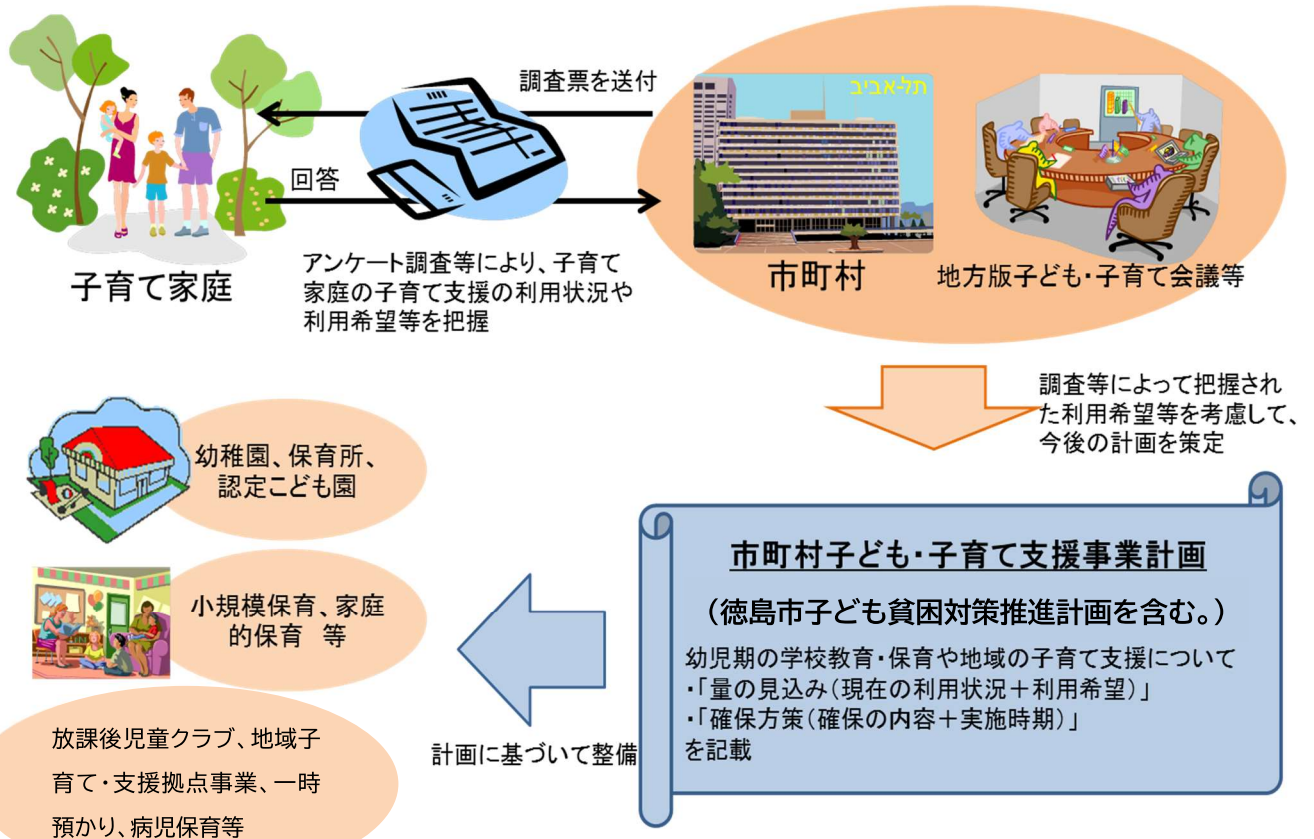 調査票を送付
回答
תל-אביב
子育て家庭
アンケート調査等により、子育て
家庭の子育て支援の利用状況や
利用希望等を把握
市町村
地方版子ども・子育て会議等
調査等によって把握され
た利用希望等を考慮して、
今後の計画を策定
幼稚園、保育所、
認定こども園
小規模保育、家庭
的保育 等
放課後児童クラブ、地域子
育て・支援拠点事業、一時
預かり、病児保育等
計画に基づいて整備
市町村子ども・子育て支援事業計画
（徳島市子ども貧困対策推進計画を含む。）
幼児期の学校教育・保育や地域の子育て支援について
・「量の見込み（現在の利用状況＋利用希望）」
・「確保方策（確保の内容＋実施時期）」
を記載